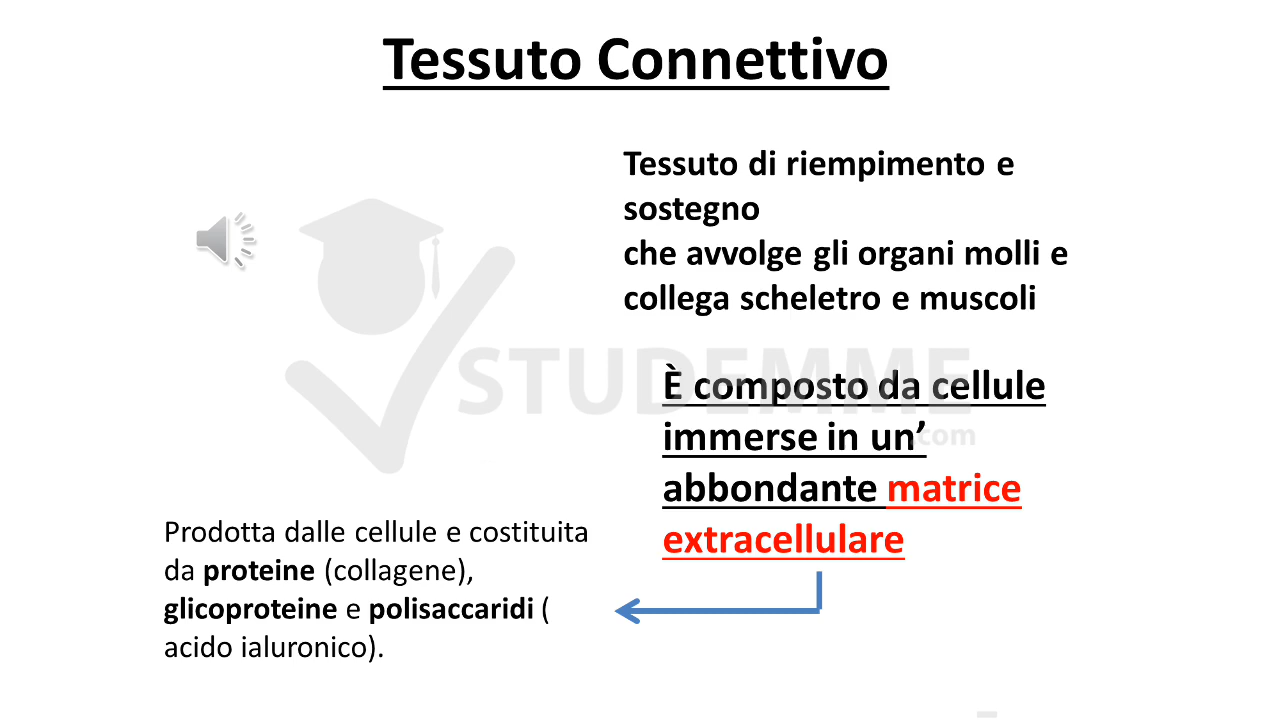 Tessuto Connettivo
Tessuto di riempimento e
sostegno
che avvolge gli organi molli e
collega scheletro e muscoli
STUDEMME
.com
È composto da cellule
immerse in un’
abbondante matrice
extracellulare
Prodotta dalle cellule e costituita
da proteine (collagene),
glicoproteine e polisaccaridi (
acido ialuronico).